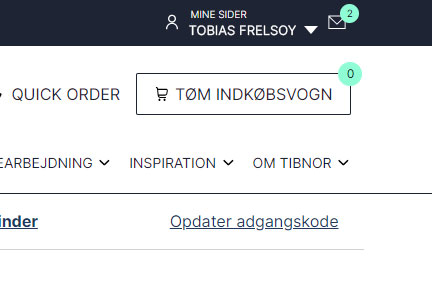 MINE SIDER
TOBIAS FRELSOY
2
QUICK ORDER
TØM INDKØBSVOGN
0
EARBEJDNING
INSPIRATION
OM TIBNOR
inder
Opdater adgangskode